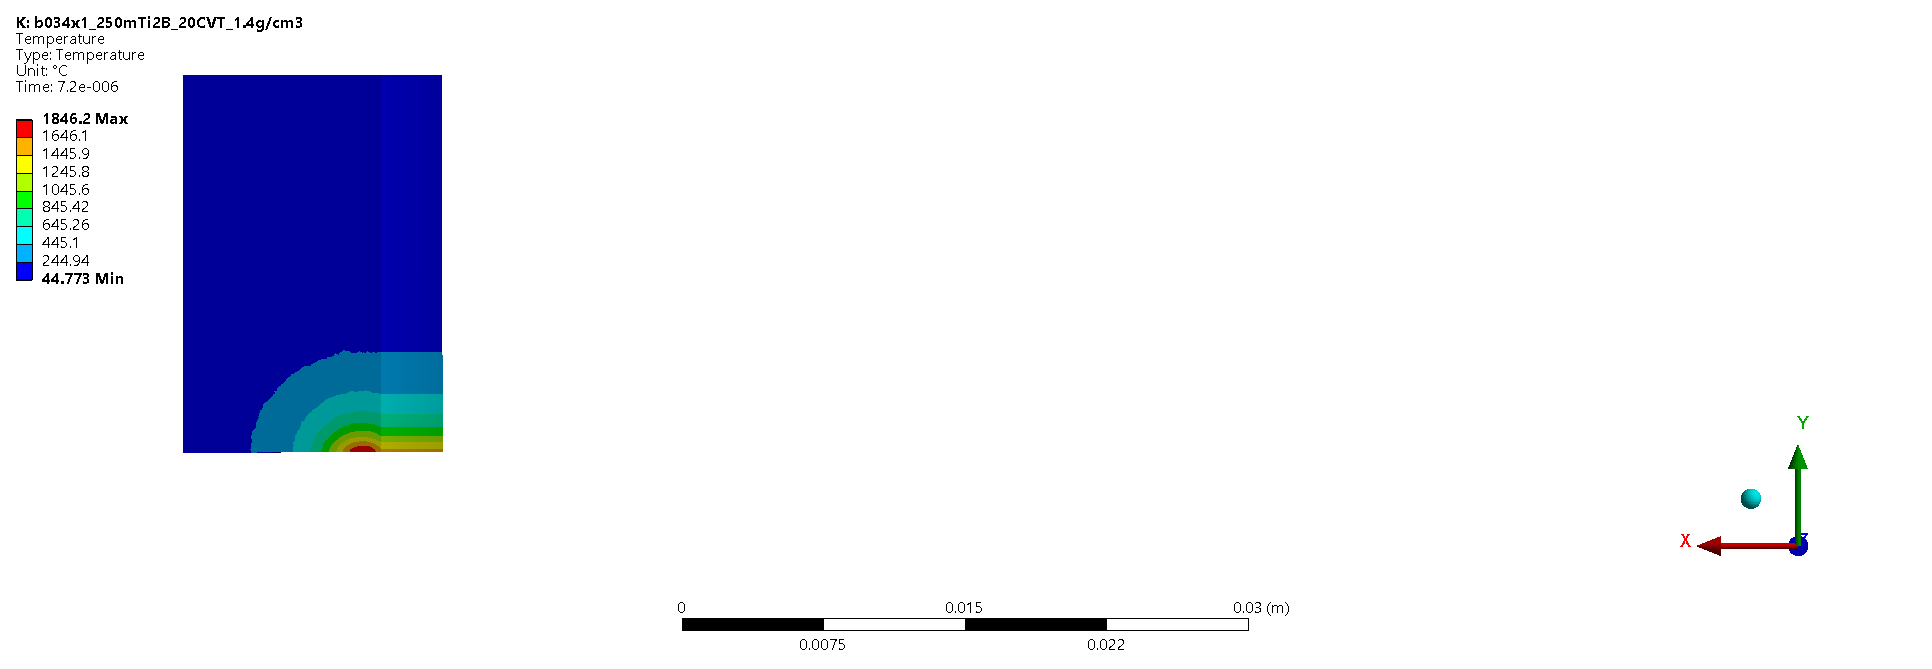 K: b034x1_250mTi2B_20CVT_1.4g/cm3
Temperature
Type: Temperature
Unit: °C
Time: 7.2e-006
1846.2 Max
1646.1
1445.9
1245.8
1045.6
845.42
645.26
445.1
244.94
44.773 Min
Y
X
Z
0 0.015 0.03 (m)
0.0075 0.022